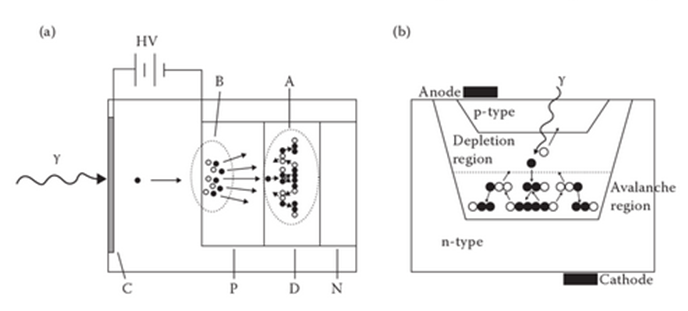 (a)
HV
B
A
γ
C
P
D
N
(b)
Anode
γ
p-type
Depletion
region
Avalanche
region
n-type
Cathode